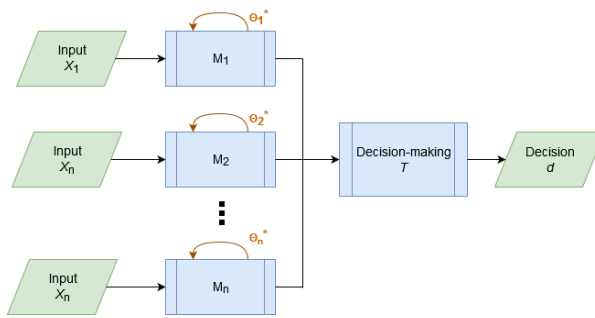 Θ₁*
Input
X₁
M₁
Θ₂*
Input
Xₙ
M₂
Decision-making
T
Decision
d
Θₙ*
Input
Xₙ
Mₙ